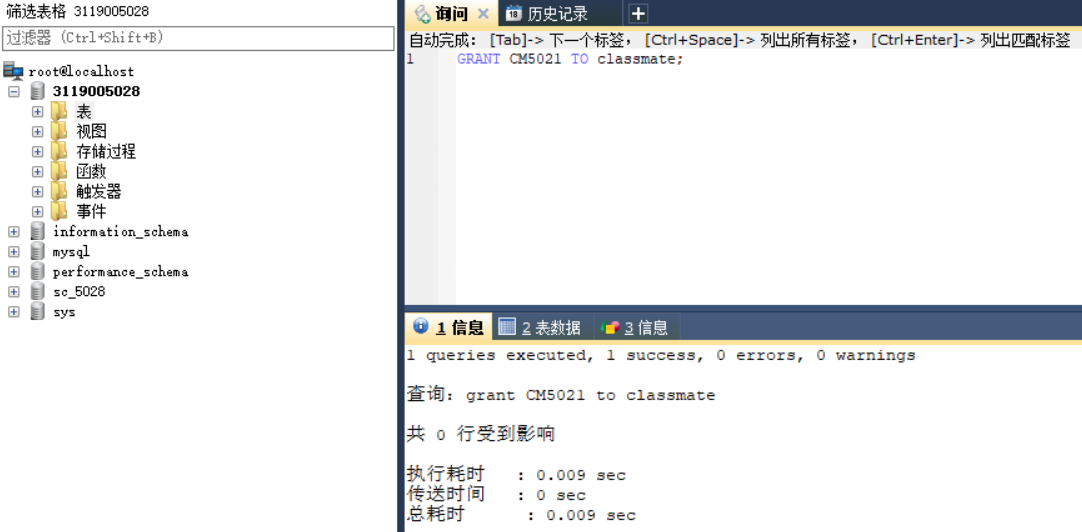 筛选表格 3119005028
过滤器 (Ctrl+Shift+B)
root@localhost
3119005028
表
视图
存储过程
函数
触发器
事件
information_schema
mysql
performance_schema
sc_5028
sys
询问
历史记录
自动完成: [Tab]-> 下一个标签, [Ctrl+Space]-> 列出所有标签, [Ctrl+Enter]-> 列出匹配标签
1 GRANT CM5021 TO classmate;
1 信息 2 表数据 3 信息
1 queries executed, 1 success, 0 errors, 0 warnings
查询: grant CM5021 to classmate
共 0 行受到影响
执行耗时 : 0.009 sec
传送时间 : 0 sec
总耗时 : 0.009 sec